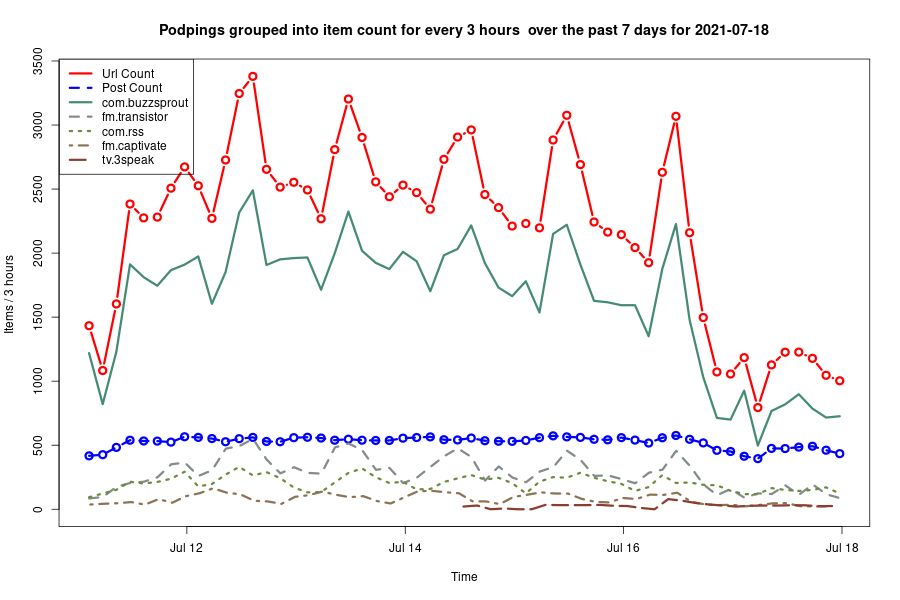 Podpings grouped into item count for every 3 hours  over the past 7 days for 2021-07-18
Url Count
Post Count
com.buzzsprout
fm.transistor
com.rss
fm.captivate
tv.3speak
Items / 3 hours
3500
3000
2500
2000
1500
1000
500
0
Jul 12
Jul 14
Jul 16
Jul 18
Time